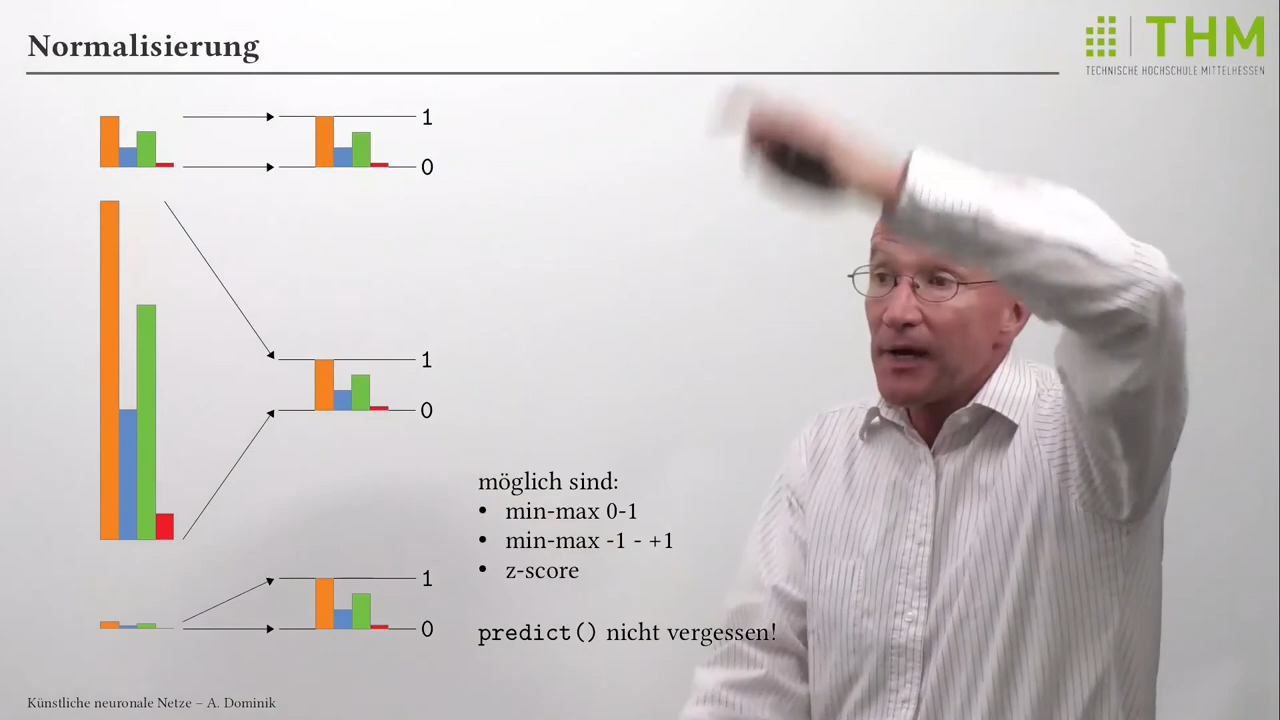 Normalisierung
THM
TECHNISCHE HOCHSCHULE MITTELHESSEN
1
0
1
0
möglich sind:
• min-max 0-1
• min-max -1 - +1
• z-score
1
0
predict() nicht vergessen!
Künstliche neuronale Netze – A. Dominik